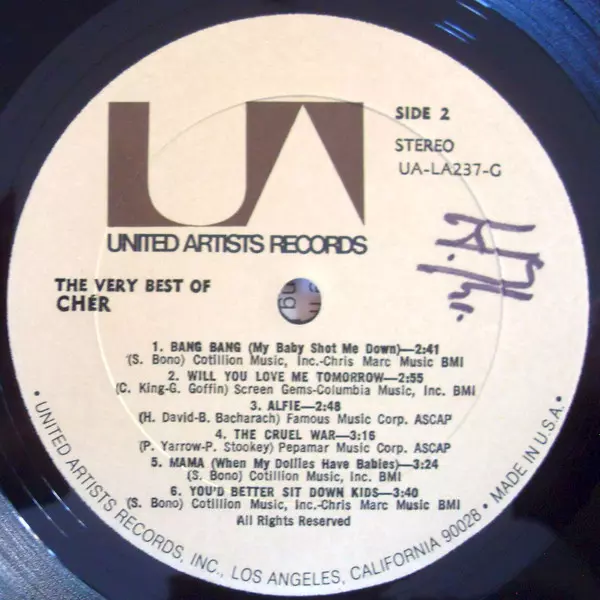 UA
SIDE 2
STEREO
UA-LA237-G
UNITED ARTISTS RECORDS
THE VERY BEST OF
CHÉR
1. BANG BANG (My Baby Shot Me Down)—2:41
(S. Bono) Cotillion Music, Inc.-Chris Marc Music BMI
2. WILL YOU LOVE ME TOMORROW—2:55
(C. King-G. Goffin) Screen Gems-Columbia Music, Inc. BMI
3. ALFIE—2:48
(H. David-B. Bacharach) Famous Music Corp. ASCAP
4. THE CRUEL WAR—3:16
(P. Yarrow-P. Stookey) Pepamar Music Corp. ASCAP
5. MAMA (When My Dollies Have Babies)—3:24
(S. Bono) Cotillion Music, Inc. BMI
6. YOU'D BETTER SIT DOWN KIDS—3:40
(S. Bono) Cotillion Music, Inc.-Chris Marc Music BMI
All Rights Reserved
• UNITED ARTISTS RECORDS, INC., LOS ANGELES, CALIFORNIA 90028 • MADE IN U.S.A. •